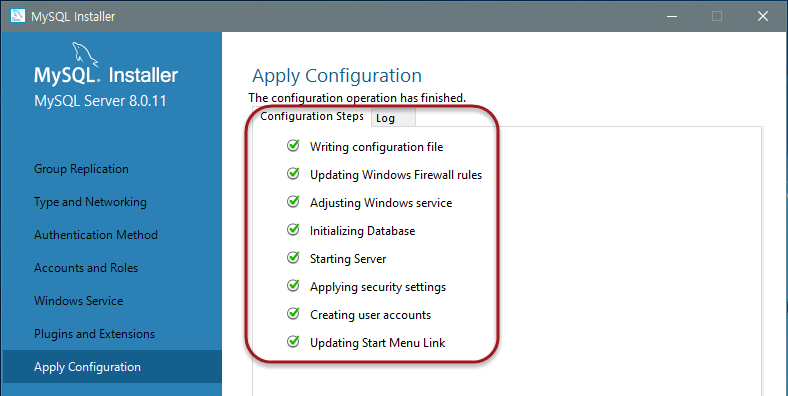 MySQL Installer
MySQL Installer
MySQL Server 8.0.11
Group Replication
Type and Networking
Authentication Method
Accounts and Roles
Windows Service
Plugins and Extensions
Apply Configuration
Apply Configuration
The configuration operation has finished.
Configuration Steps Log
Writing configuration file
Updating Windows Firewall rules
Adjusting Windows service
Initializing Database
Starting Server
Applying security settings
Creating user accounts
Updating Start Menu Link